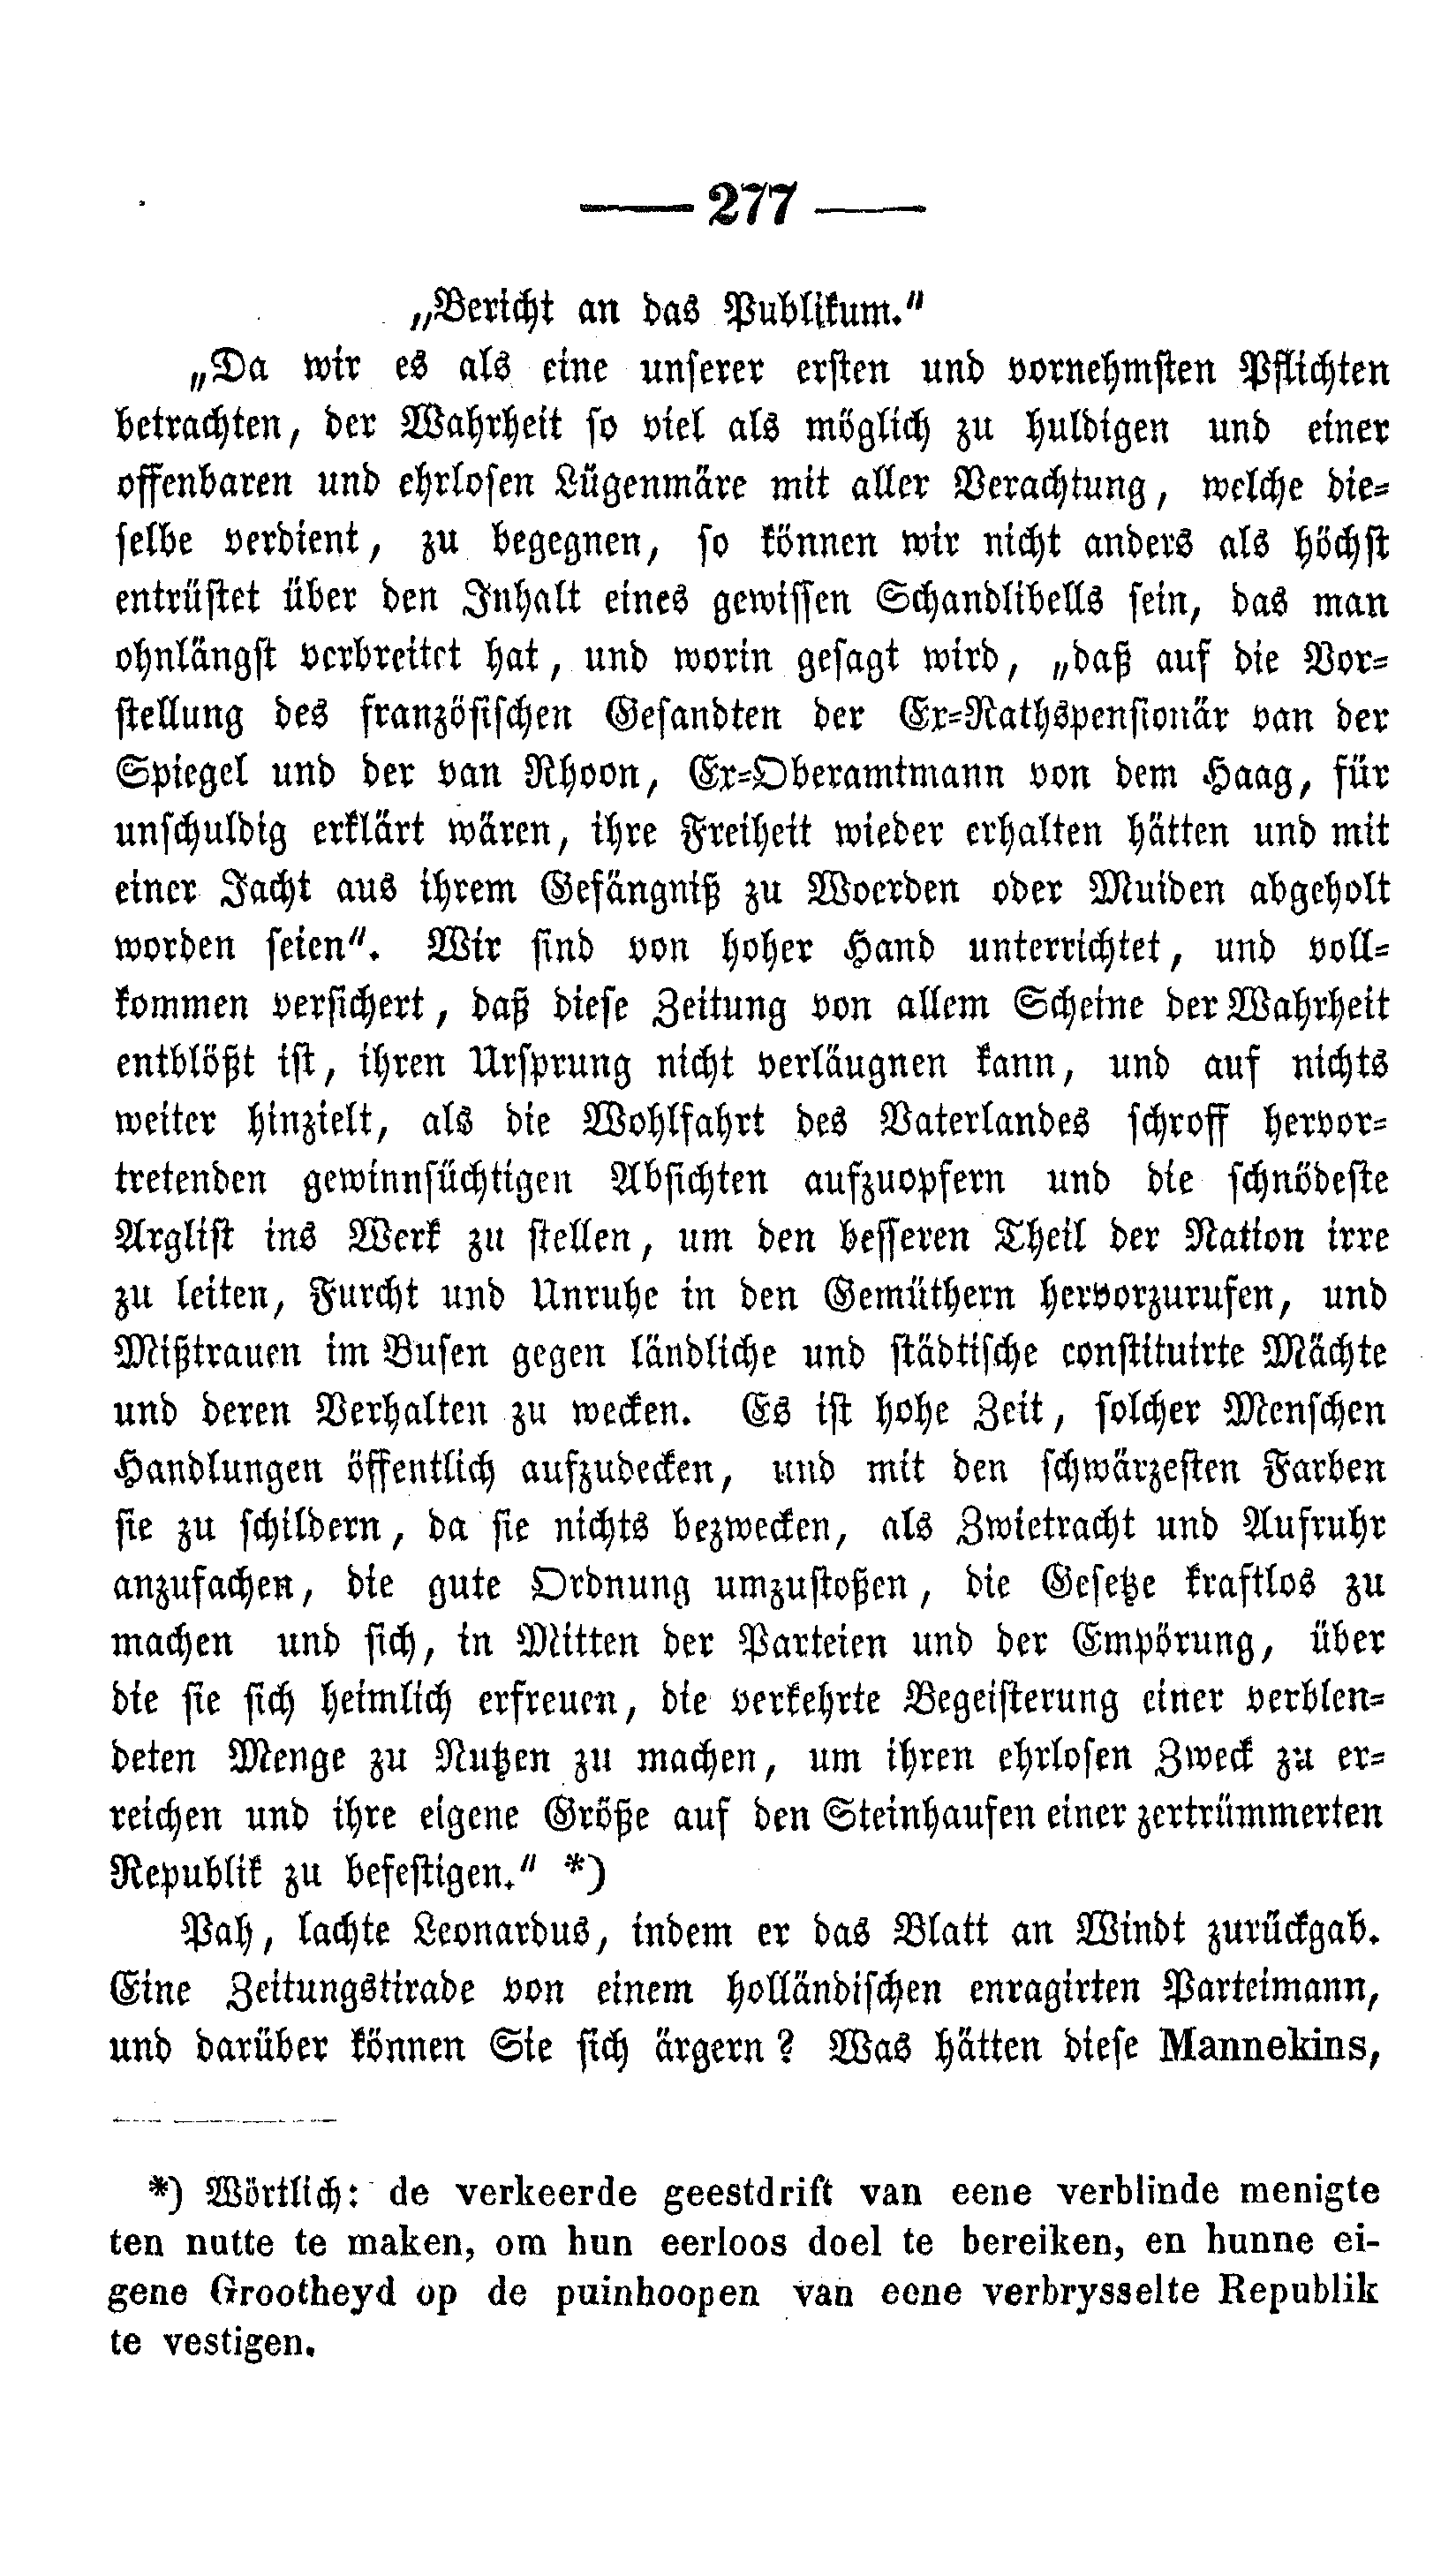 — 277 —
„Bericht an das Publikum."
„Da wir es als eine unserer ersten und vornehmsten Pflichten
betrachten, der Wahrheit so viel als möglich zu huldigen und einer
offenbaren und ehrlosen Lügenmäre mit aller Verachtung, welche die-
selbe verdient, zu begegnen, so können wir nicht anders als höchst
entrüstet über den Inhalt eines gewissen Schandlibells sein, das man
ohnlängst verbreitet hat, und worin gesagt wird, „daß auf die Vor-
stellung des französischen Gesandten der Ex-Rathspensionär van der
Spiegel und der van Rhoon, Ex-Oberamtmann von dem Haag, für
unschuldig erklärt wären, ihre Freiheit wieder erhalten hätten und mit
einer Jacht aus ihrem Gefängniß zu Woerden oder Muiden abgeholt
worden seien". Wir sind von hoher Hand unterrichtet, und voll-
kommen versichert, daß diese Zeitung von allem Scheine der Wahrheit
entblößt ist, ihren Ursprung nicht verläugnen kann, und auf nichts
weiter hinzielt, als die Wohlfahrt des Vaterlandes schroff hervor-
tretenden gewinnsüchtigen Absichten aufzuopfern und die schnödeste
Arglist ins Werk zu stellen, um den besseren Theil der Nation irre
zu leiten, Furcht und Unruhe in den Gemüthern hervorzurufen, und
Mißtrauen im Busen gegen ländliche und städtische constituirte Mächte
und deren Verhalten zu wecken. Es ist hohe Zeit, solcher Menschen
Handlungen öffentlich aufzudecken, und mit den schwärzesten Farben
sie zu schildern, da sie nichts bezwecken, als Zwietracht und Aufruhr
anzufachen, die gute Ordnung umzustoßen, die Gesetze kraftlos zu
machen und sich, in Mitten der Parteien und der Empörung, über
die sie sich heimlich erfreuen, die verkehrte Begeisterung einer verblen-
deten Menge zu Nutzen zu machen, um ihren ehrlosen Zweck zu er-
reichen und ihre eigene Größe auf den Steinhaufen einer zertrümmerten
Republik zu befestigen." *)
Pah, lachte Leonardus, indem er das Blatt an Windt zurückgab.
Eine Zeitungstirade von einem holländischen enragirten Parteimann,
und darüber können Sie sich ärgern? Was hätten diese Mannekins,
*) Wörtlich: de verkeerde geestdrift van eene verblinde menigte
ten nutte te maken, om hun eerloos doel te bereiken, en hunne ei-
gene Grootheyd op de puinhoopen van eene verbrysselte Republik
te vestigen.